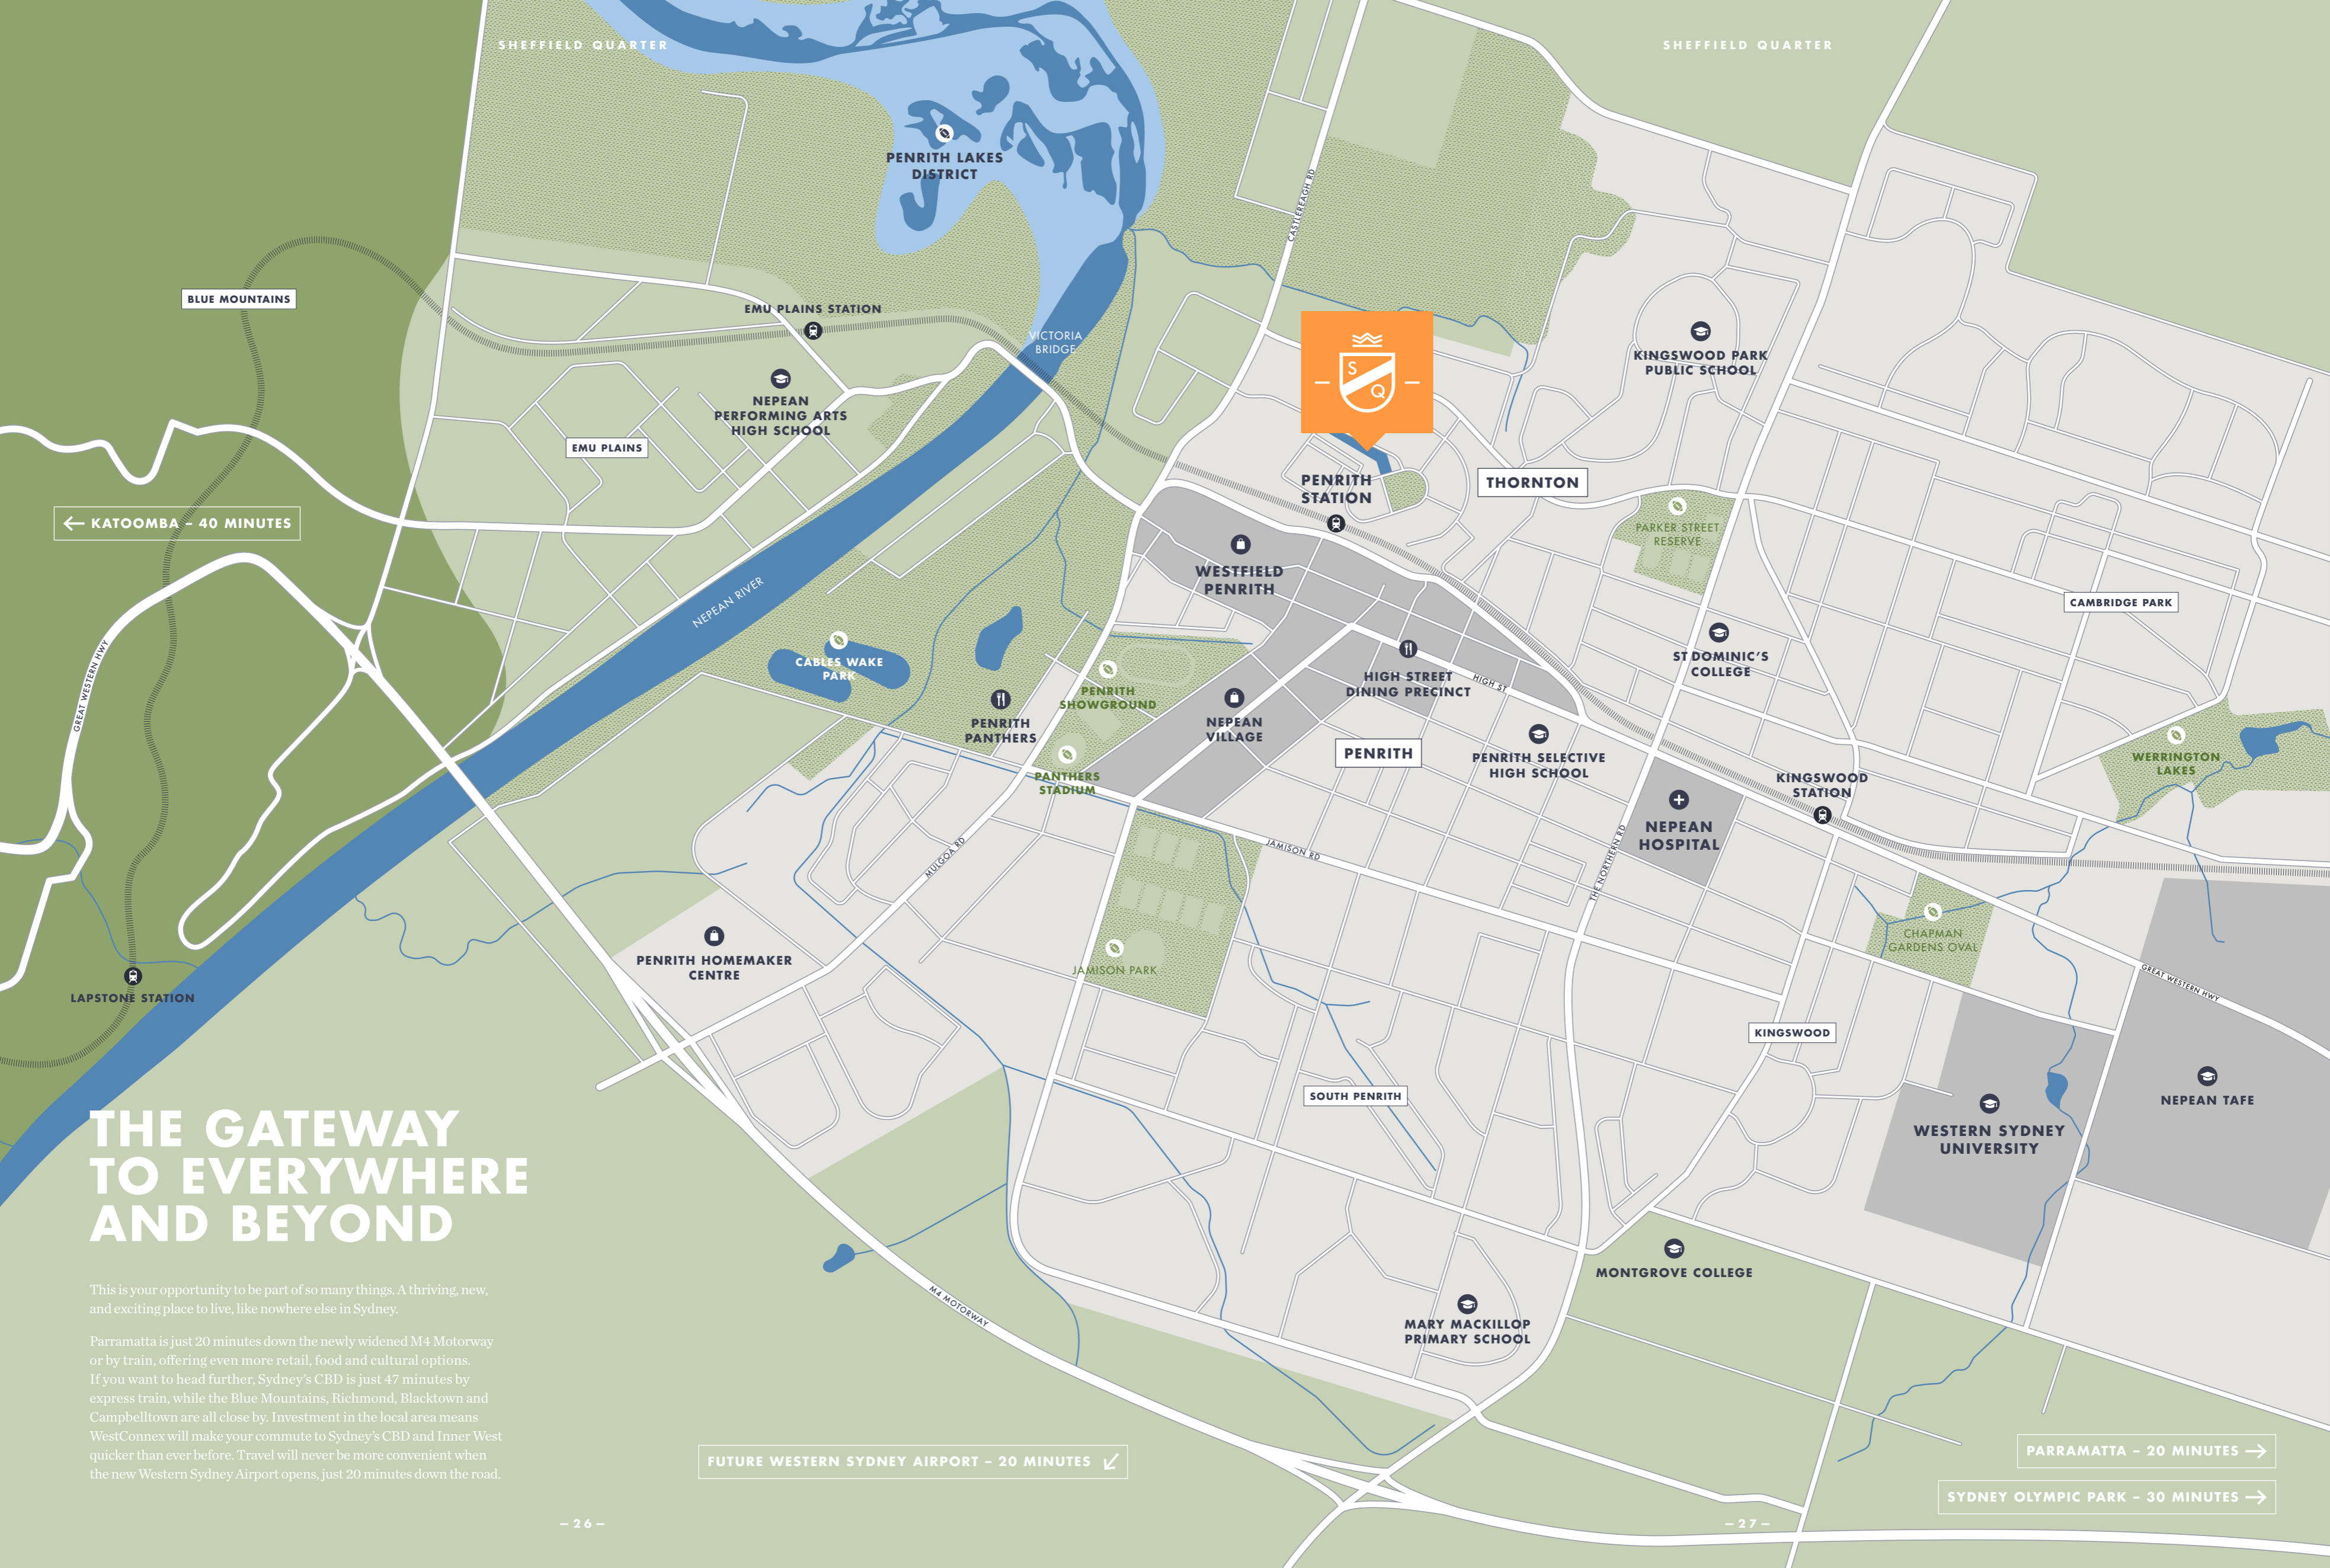 SHEFFIELD QUARTER
SHEFFIELD QUARTER
PENRITH LAKES
DISTRICT
CASTLEREAGH RD
BLUE MOUNTAINS
EMU PLAINS STATION
VICTORIA
BRIDGE
S
Q
KINGSWOOD PARK
PUBLIC SCHOOL
NEPEAN
PERFORMING ARTS
HIGH SCHOOL
EMU PLAINS
PENRITH
STATION
THORNTON
← KATOOMBA – 40 MINUTES
PARKER STREET
RESERVE
WESTFIELD
PENRITH
NEPEAN RIVER
CAMBRIDGE PARK
GREAT WESTERN HWY
CABLES WAKE
PARK
ST DOMINIC'S
COLLEGE
PENRITH
SHOWGROUND
HIGH STREET
DINING PRECINCT
HIGH ST
PENRITH
PANTHERS
NEPEAN
VILLAGE
PENRITH
PENRITH SELECTIVE
HIGH SCHOOL
WERRINGTON
LAKES
PANTHERS
STADIUM
KINGSWOOD
STATION
NEPEAN
HOSPITAL
MULGOA RD
JAMISON RD
THE NORTHERN RD
PENRITH HOMEMAKER
CENTRE
JAMISON PARK
CHAPMAN
GARDENS OVAL
GREAT WESTERN HWY
LAPSTONE STATION
KINGSWOOD
SOUTH PENRITH
NEPEAN TAFE
WESTERN SYDNEY
UNIVERSITY
MONTGROVE COLLEGE
M4 MOTORWAY
MARY MACKILLOP
PRIMARY SCHOOL
THE GATEWAY
TO EVERYWHERE
AND BEYOND
This is your opportunity to be part of so many things. A thriving, new,
and exciting place to live, like nowhere else in Sydney.
Parramatta is just 20 minutes down the newly widened M4 Motorway
or by train, offering even more retail, food and cultural options.
If you want to head further, Sydney's CBD is just 47 minutes by
express train, while the Blue Mountains, Richmond, Blacktown and
Campbelltown are all close by. Investment in the local area means
WestConnex will make your commute to Sydney's CBD and Inner West
quicker than ever before. Travel will never be more convenient when
the new Western Sydney Airport opens, just 20 minutes down the road.
FUTURE WESTERN SYDNEY AIRPORT – 20 MINUTES ↙
PARRAMATTA – 20 MINUTES →
SYDNEY OLYMPIC PARK – 30 MINUTES →
– 26 –
– 27 –